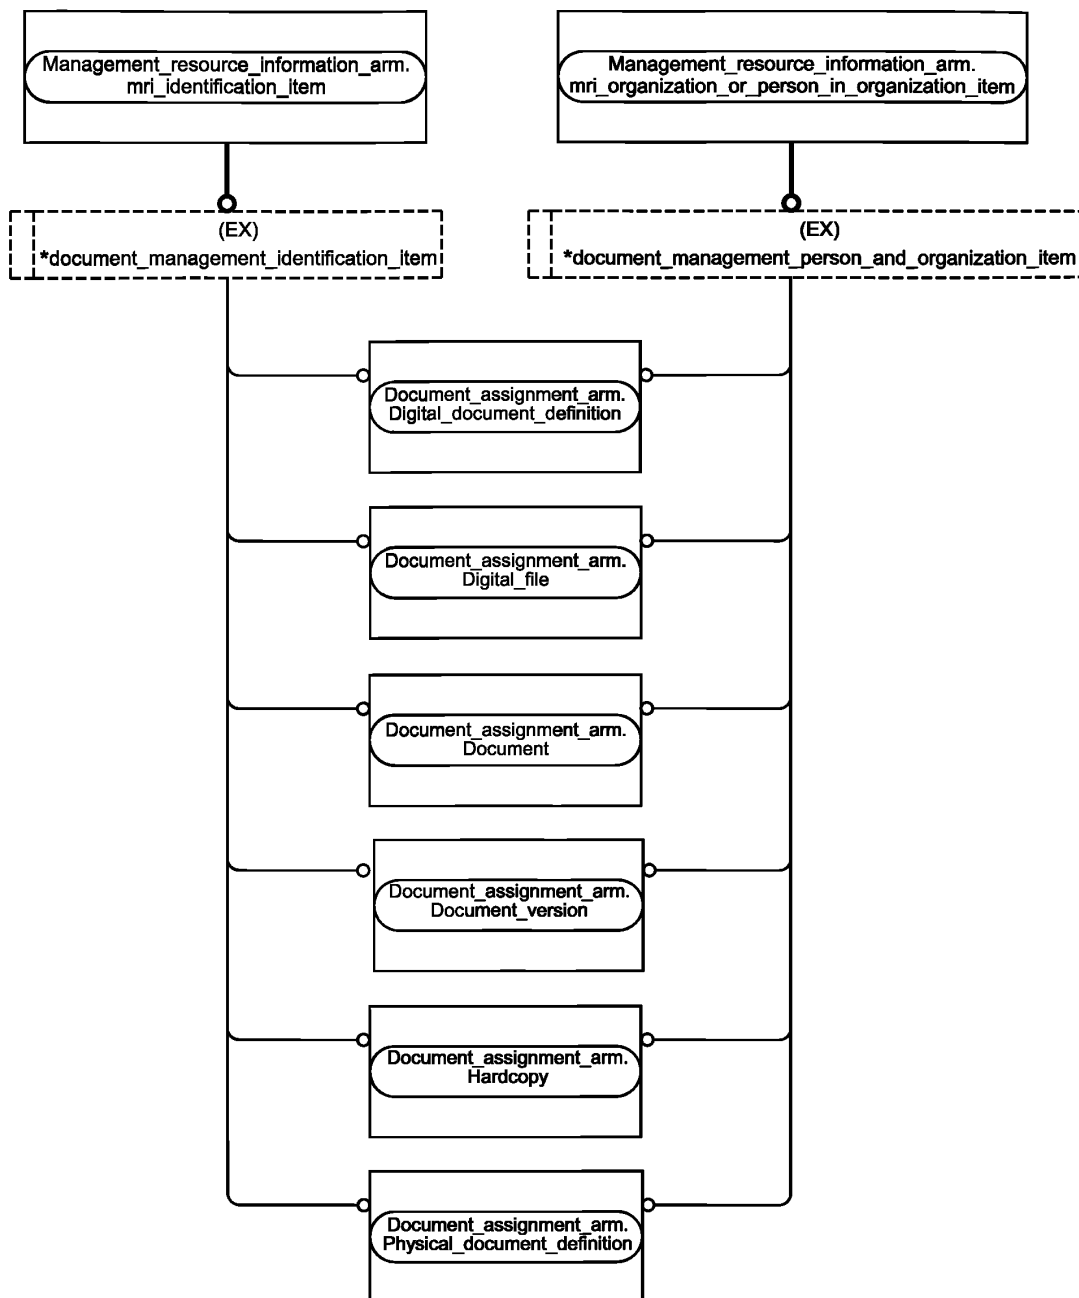 Management_resource_information_arm.
mri_identification_item
Management_resource_information_arm.
mri_organization_or_person_in_organization_item
(EX)
*document_management_identification_item
(EX)
*document_management_person_and_organization_item
Document_assignment_arm.
Digital_document_definition
Document_assignment_arm.
Digital_file
Document_assignment_arm.
Document
Document_assignment_arm.
Document_version
Document_assignment_arm.
Hardcopy
Document_assignment_arm.
Physical_document_definition